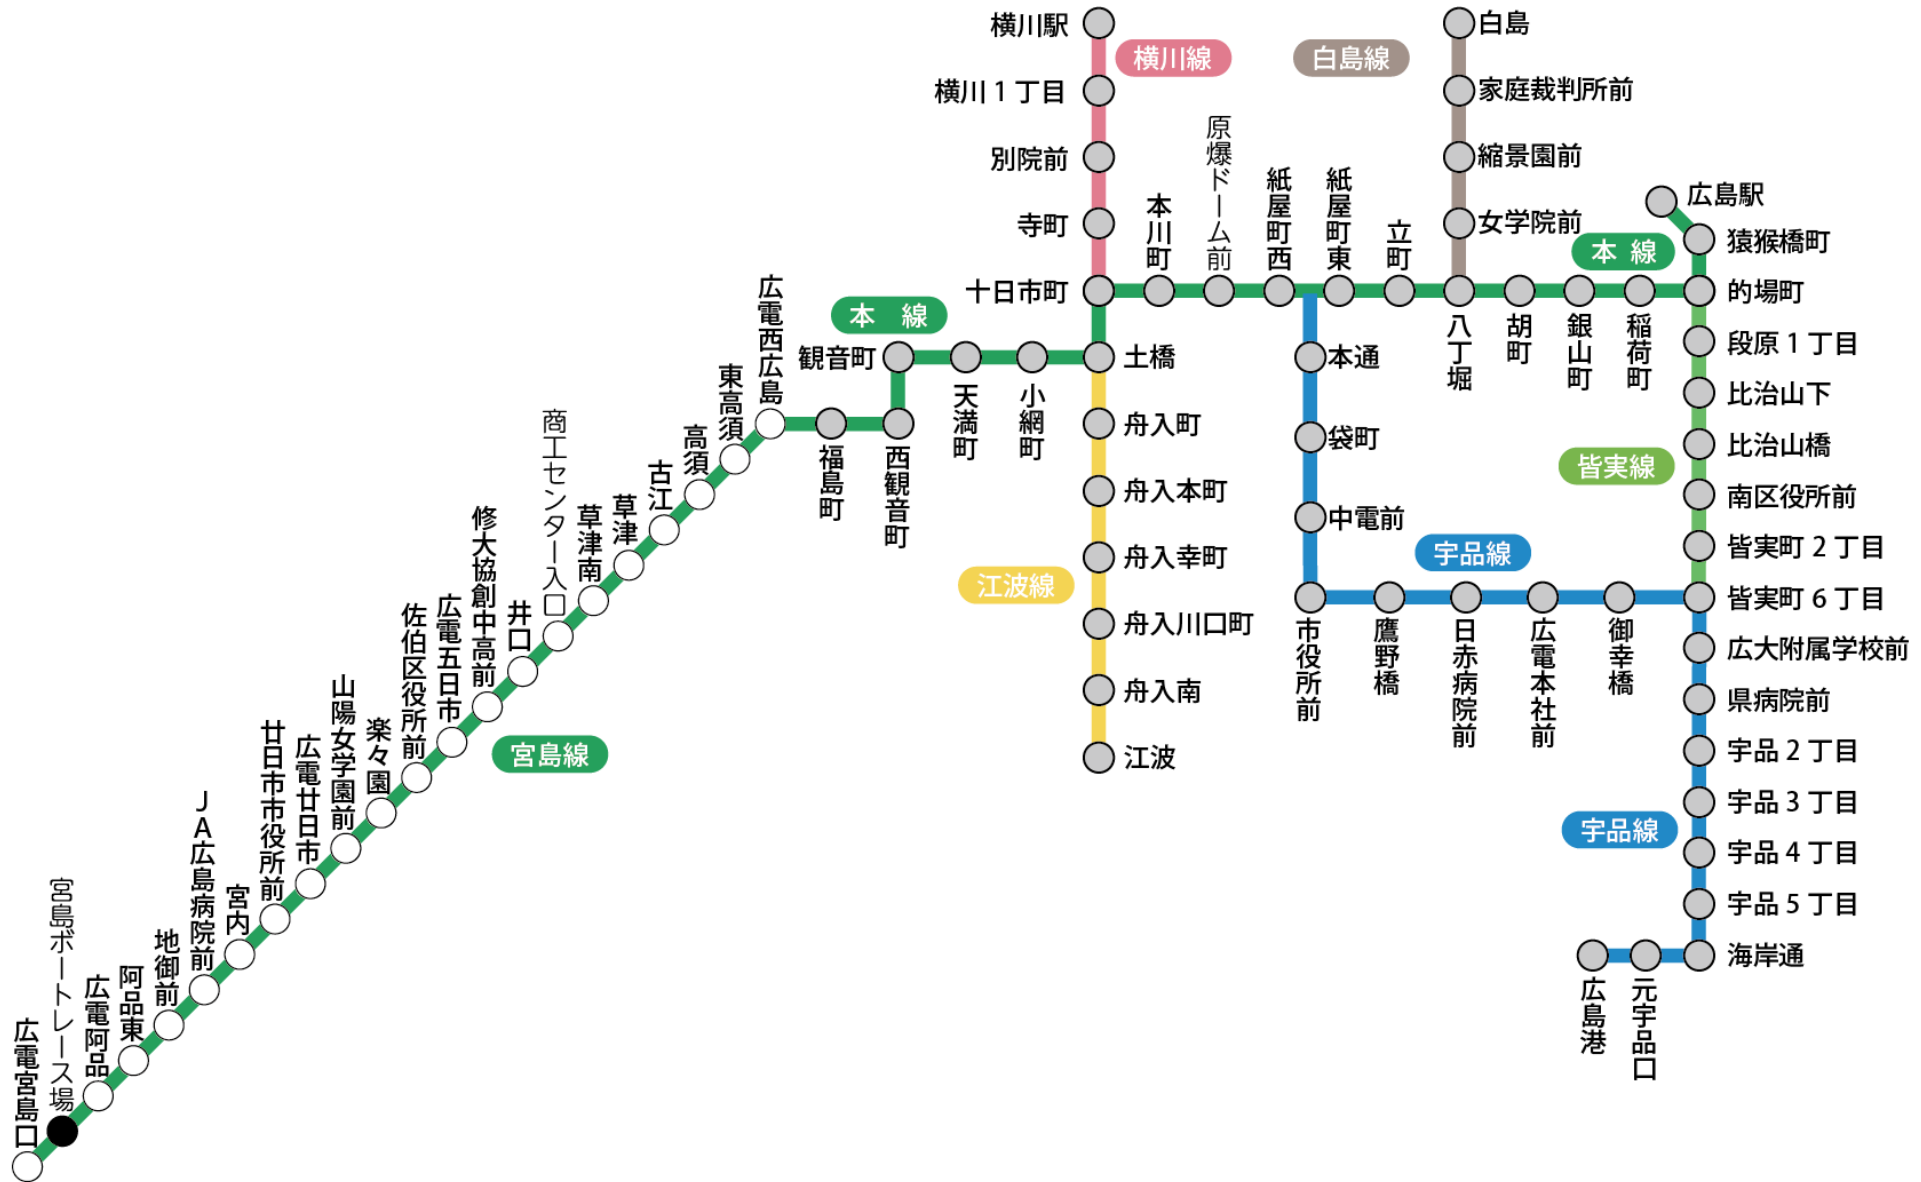 横川駅
横川線
白島線
白島
横川1丁目
家庭裁判所前
別院前
縮景園前
寺町
女学院前
広島駅
本線
猿猴橋町
十日市町
本川町
原爆ドーム前
紙屋町西
紙屋町東
立町
八丁堀
胡町
銀山町
稲荷町
的場町
本 線
観音町
天満町
小網町
土橋
本通
段原1丁目
比治山下
比治山橋
皆実線
南区役所前
皆実町2丁目
皆実町6丁目
舟入町
舟入本町
舟入幸町
舟入川口町
舟入南
江波
江波線
袋町
中電前
宇品線
市役所前
鷹野橋
日赤病院前
広電本社前
御幸橋
広大附属学校前
県病院前
宇品2丁目
宇品3丁目
宇品線
宇品4丁目
宇品5丁目
海岸通
元宇品口
広島港
西観音町
福島町
広電西広島
東高須
高須
古江
草津
草津南
商工センター入口
井口
修大協創中高前
広電五日市
佐伯区役所前
楽々園
山陽女学園前
広電廿日市
廿日市市役所前
宮内
JA広島病院前
地御前
阿品東
広電阿品
宮島ボートレース場
広電宮島口
宮島線